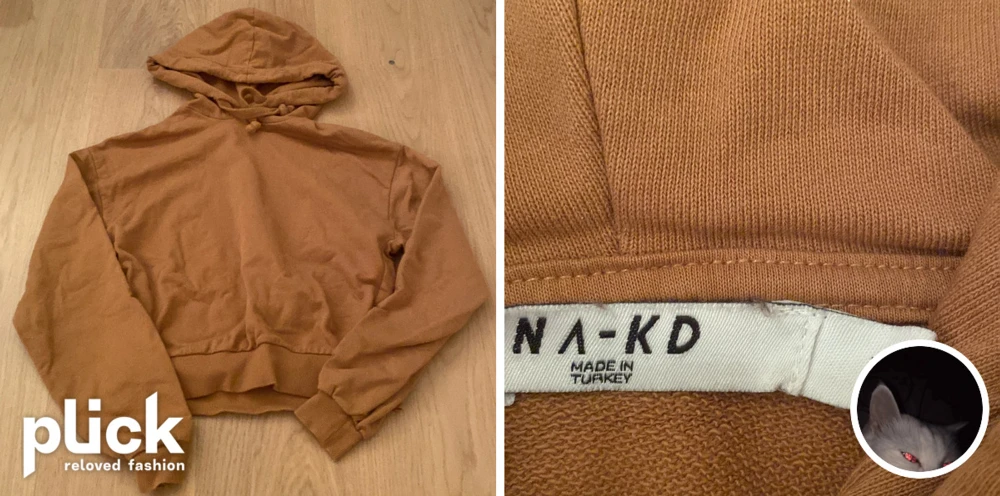 plick
reloved fashion
NA-KD
MADE IN
TURKEY